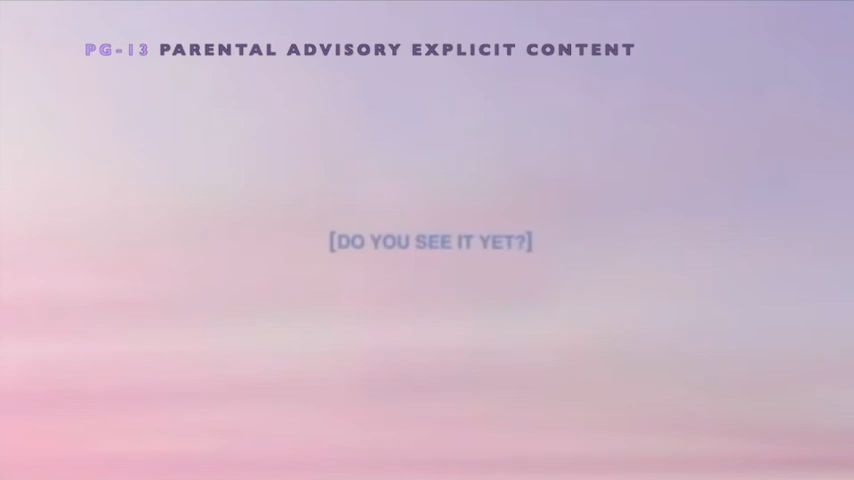 PG-13 PARENTAL ADVISORY EXPLICIT CONTENT
[DO YOU SEE IT YET?]